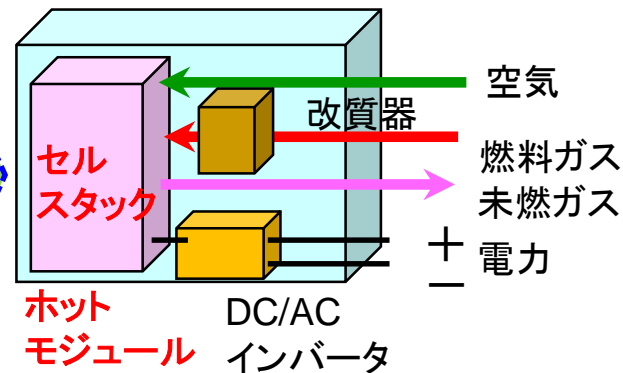 空気
改質器
燃料ガス
セル
スタック
未燃ガス
＋
電力
－
ホット
モジュール
DC/AC
インバータ